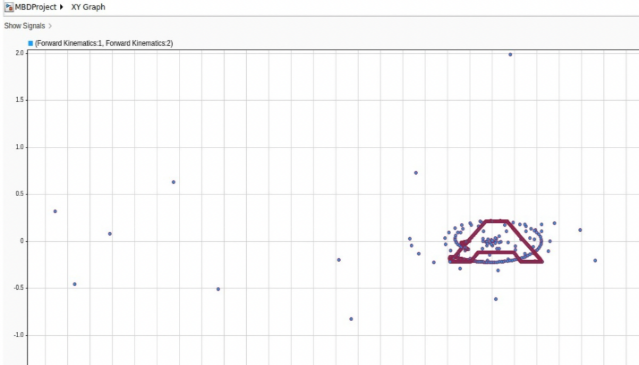 MBDProject ▸ XY Graph
Show Signals >
(Forward Kinematics:1, Forward Kinematics:2)
2.0
1.5
1.0
0.5
0
-0.5
-1.0